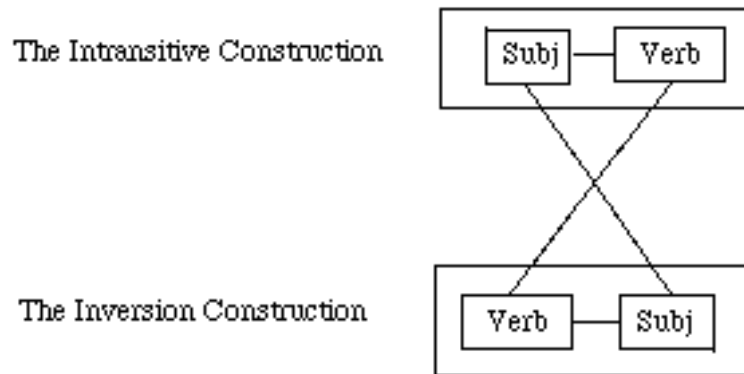 The Intransitive Construction Subj Verb
The Inversion Construction Verb Subj